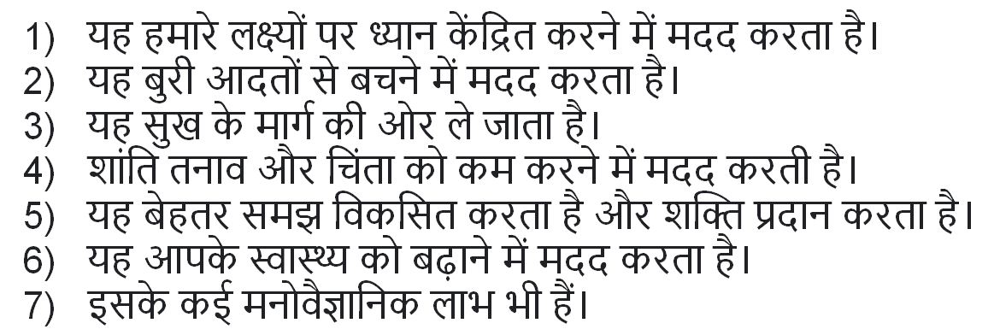 1) यह हमारे लक्ष्यों पर ध्यान केंद्रित करने में मदद करता है।
2) यह बुरी आदतों से बचने में मदद करता है।
3) यह सुख के मार्ग की ओर ले जाता है।
4) शांति तनाव और चिंता को कम करने में मदद करती है।
5) यह बेहतर समझ विकसित करता है और शक्ति प्रदान करता है।
6) यह आपके स्वास्थ्य को बढ़ाने में मदद करता है।
7) इसके कई मनोवैज्ञानिक लाभ भी हैं।